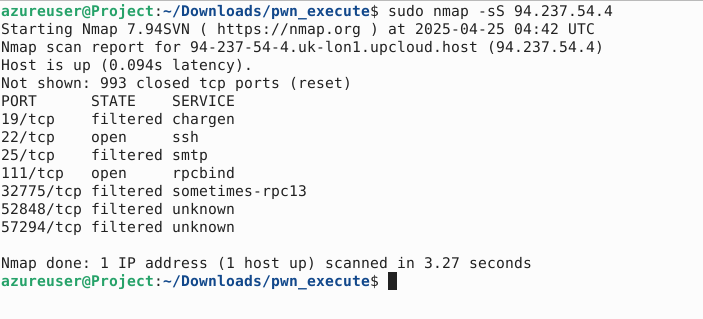 azureuser@Project:~/Downloads/pwn_execute$ sudo nmap -sS 94.237.54.4
Starting Nmap 7.94SVN ( https://nmap.org ) at 2025-04-25 04:42 UTC
Nmap scan report for 94-237-54-4.uk-lon1.upcloud.host (94.237.54.4)
Host is up (0.094s latency).
Not shown: 993 closed tcp ports (reset)
PORT      STATE    SERVICE
19/tcp    filtered chargen
22/tcp    open     ssh
25/tcp    filtered smtp
111/tcp   open     rpcbind
32775/tcp filtered sometimes-rpc13
52848/tcp filtered unknown
57294/tcp filtered unknown
Nmap done: 1 IP address (1 host up) scanned in 3.27 seconds
azureuser@Project:~/Downloads/pwn_execute$